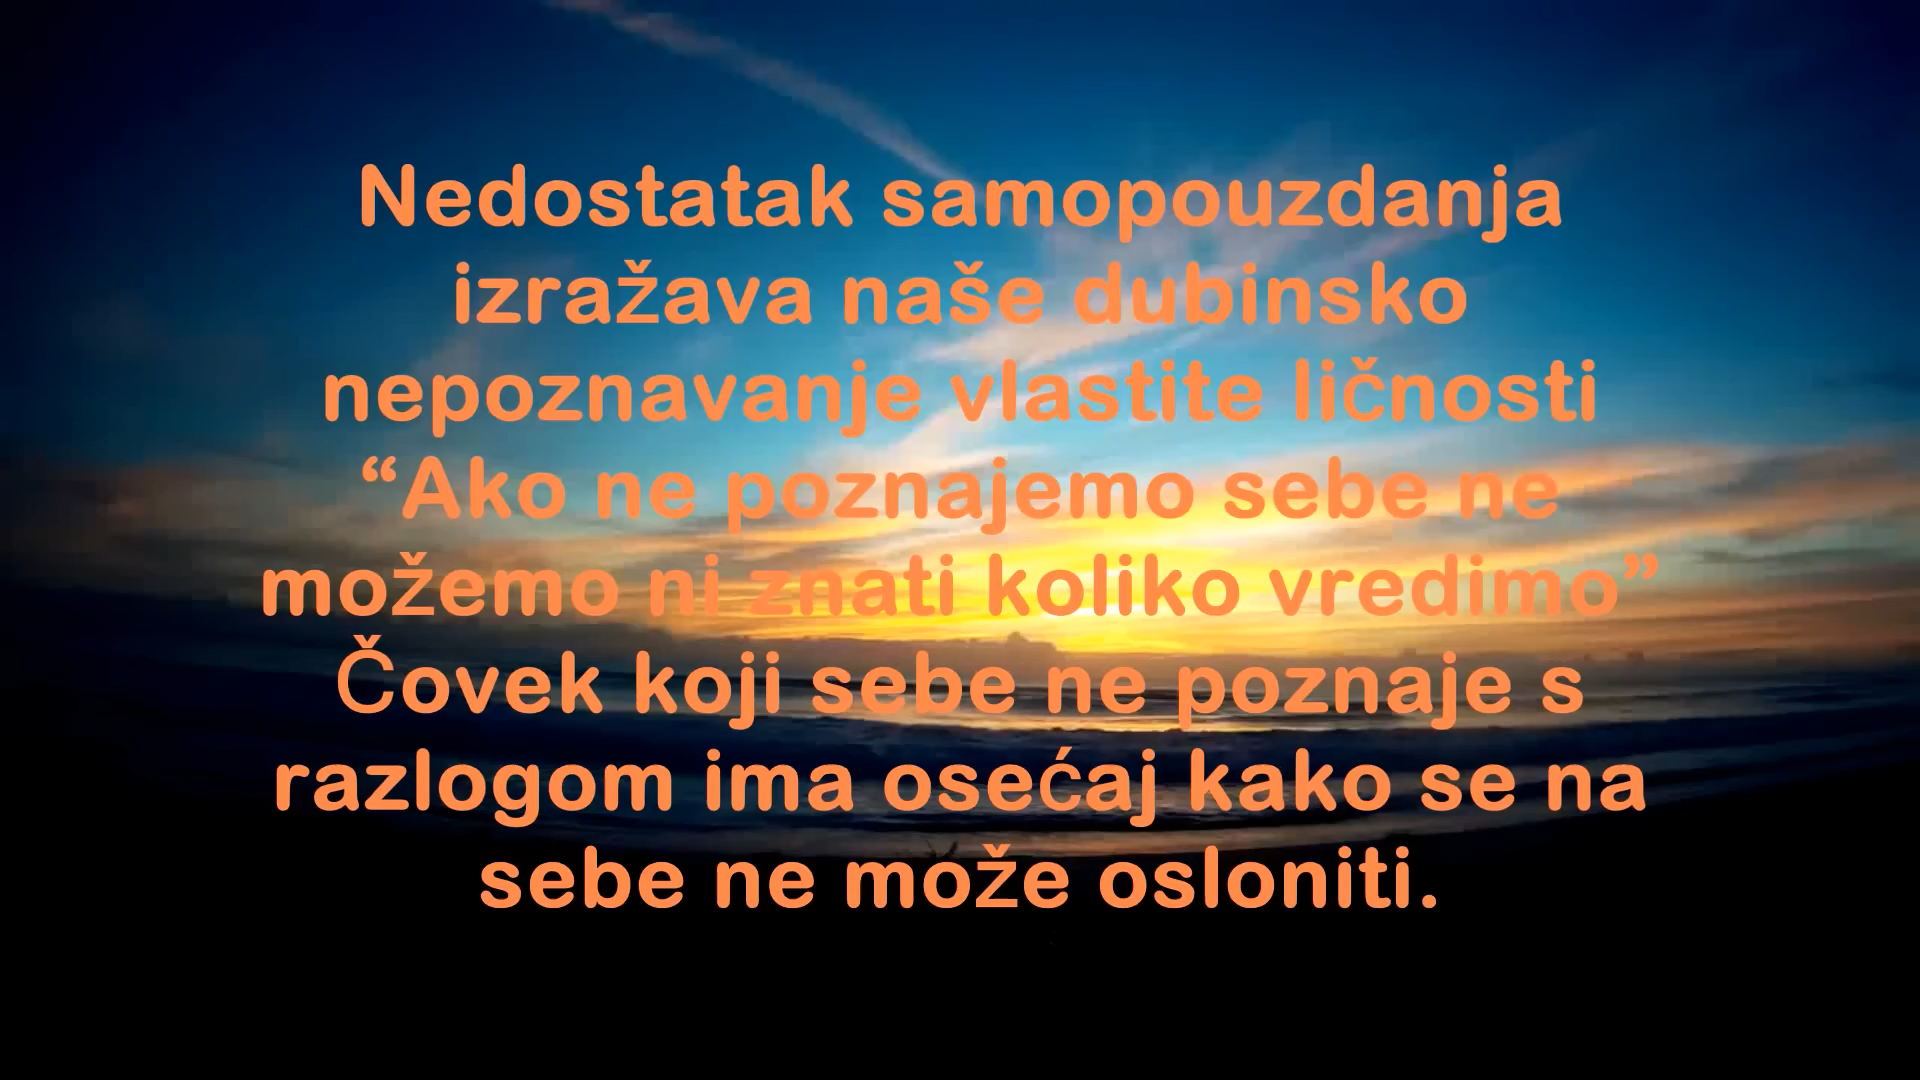 Nedostatak samopouzdanja
izražava naše dubinsko
nepoznavanje vlastite ličnosti
“Ako ne poznajemo sebe ne
možemo ni znati koliko vredimo”
Čovek koji sebe ne poznaje s
razlogom ima osećaj kako se na
sebe ne može osloniti.